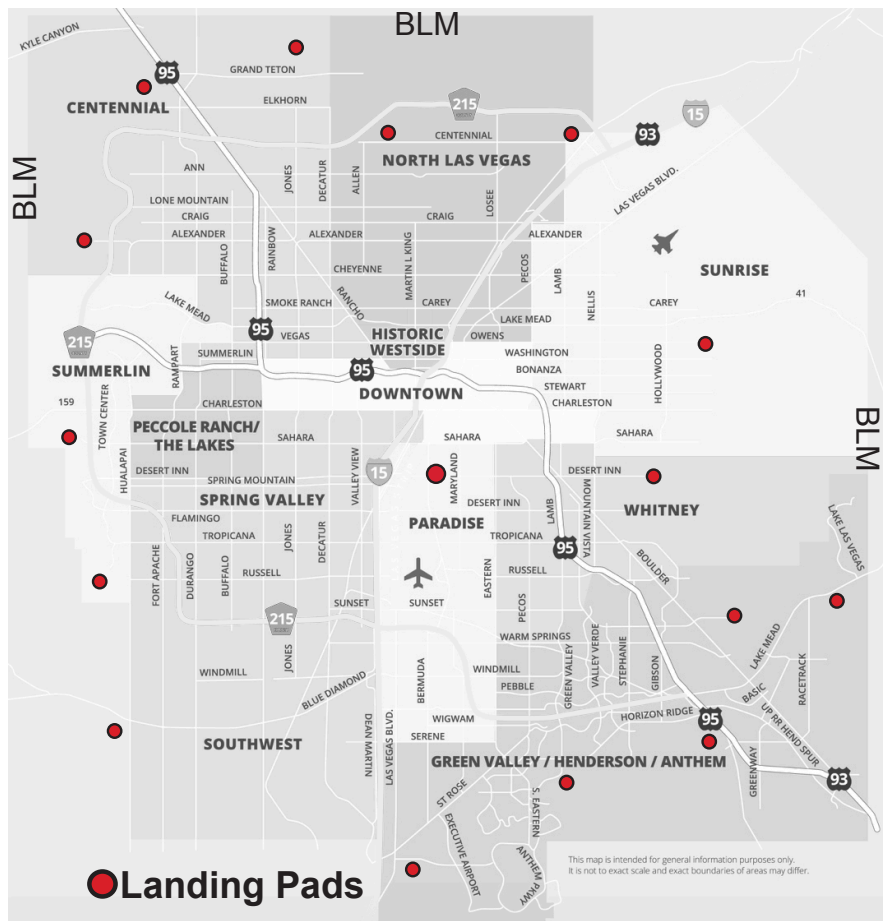 BLM
KYLE CANYON
GRAND TETON
95
CENTENNIAL
ELKHORN
215
15
93
CENTENNIAL
NORTH LAS VEGAS
BLM
ANN
JONES
DECATUR
ALLEN
LAS VEGAS BLVD.
LONE MOUNTAIN
LOSEE
CRAIG
CRAIG
ALEXANDER
ALEXANDER
ALEXANDER
BUFFALO
RAINBOW
MARTIN L KING
PECOS
LAMB
CHEYENNE
SUNRISE
LAKE MEAD
SMOKE RANCH
RANCHO
CAREY
NELLIS
CAREY
41
LAKE MEAD
95
VEGAS
HISTORIC
WESTSIDE
OWENS
215
SUMMERLIN
SUMMERLIN
RAMPART
WASHINGTON
BONANZA
HOLLYWOOD
95
STEWART
DOWNTOWN
159
TOWN CENTER
CHARLESTON
CHARLESTON
PECCOLE RANCH/
THE LAKES
SAHARA
SAHARA
SAHARA
BLM
HUALAPAI
DESERT INN
SPRING MOUNTAIN
VALLEY VIEW
15
MARYLAND
DESERT INN
SPRING VALLEY
DESERT INN
LAMB
MOUNTAIN VISTA
WHITNEY
FLAMINGO
PARADISE
TROPICANA
JONES
DECATUR
TROPICANA
95
BOULDER
LAKE LAS VEGAS
FORT APACHE
DURANGO
BUFFALO
RUSSELL
EASTERN
RUSSELL
SUNSET
SUNSET
PECOS
215
WARM SPRINGS
GREEN VALLEY
VALLEY VERDE
STEPHANIE
GIBSON
LAKE MEAD
RACETRACK
WINDMILL
JONES
BLUE DIAMOND
BERMUDA
WINDMILL
PEBBLE
BASIC
HORIZON RIDGE
95
UP RR HEND SPUR
DEAN MARTIN
LAS VEGAS BLVD.
WIGWAM
SERENE
SOUTHWEST
GREEN VALLEY / HENDERSON / ANTHEM
GREENWAY
93
ST ROSE
S. EASTERN
EXECUTIVE AIRPORT
ANTHEM PKWY
This map is intended for general information purposes only.
It is not to exact scale and exact boundaries of areas may differ.
Landing Pads